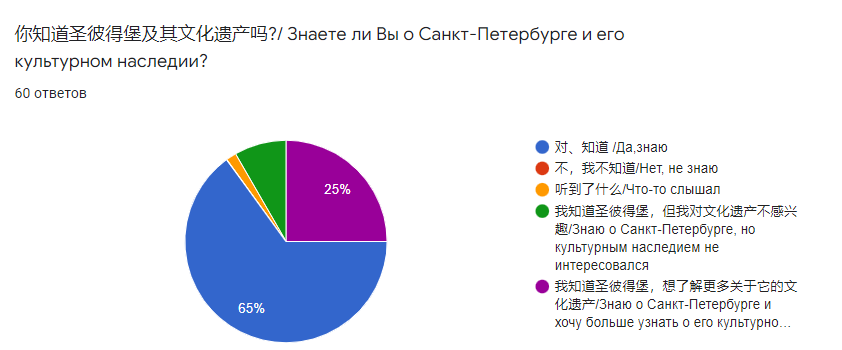 你知道圣彼得堡及其文化遗产吗?/ Знаете ли Вы о Санкт-Петербурге и его
культурном наследии?
60 ответов
25%
65%
对、知道 /Да,знаю
不，我不知道/Нет, не знаю
听到了什么/Что-то слышал
我知道圣彼得堡，但我对文化遗产不感兴
趣/Знаю о Санкт-Петербурге, но
культурным наследием не
интересовался
我知道圣彼得堡，想了解更多关于它的文
化遗产/Знаю о Санкт-Петербурге и
хочу больше узнать о его культурно…